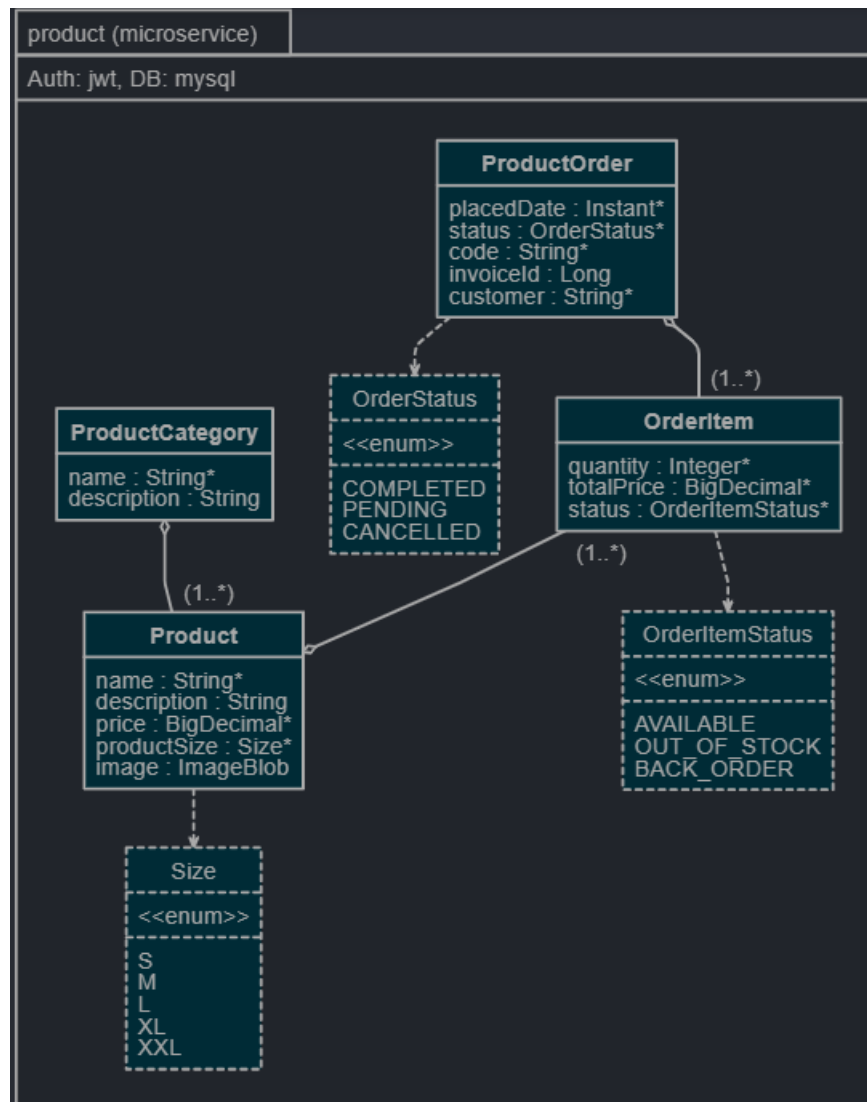 product (microservice)
Auth: jwt, DB: mysql
ProductOrder
placedDate : Instant*
status : OrderStatus*
code : String*
invoiceId : Long
customer : String*
(1..*)
OrderStatus
<<enum>>
COMPLETED
PENDING
CANCELLED
OrderItem
quantity : Integer*
totalPrice : BigDecimal*
status : OrderItemStatus*
ProductCategory
name : String*
description : String
(1..*)
(1..*)
Product
name : String*
description : String
price : BigDecimal*
productSize : Size*
image : ImageBlob
OrderItemStatus
<<enum>>
AVAILABLE
OUT_OF_STOCK
BACK_ORDER
Size
<<enum>>
S
M
L
XL
XXL